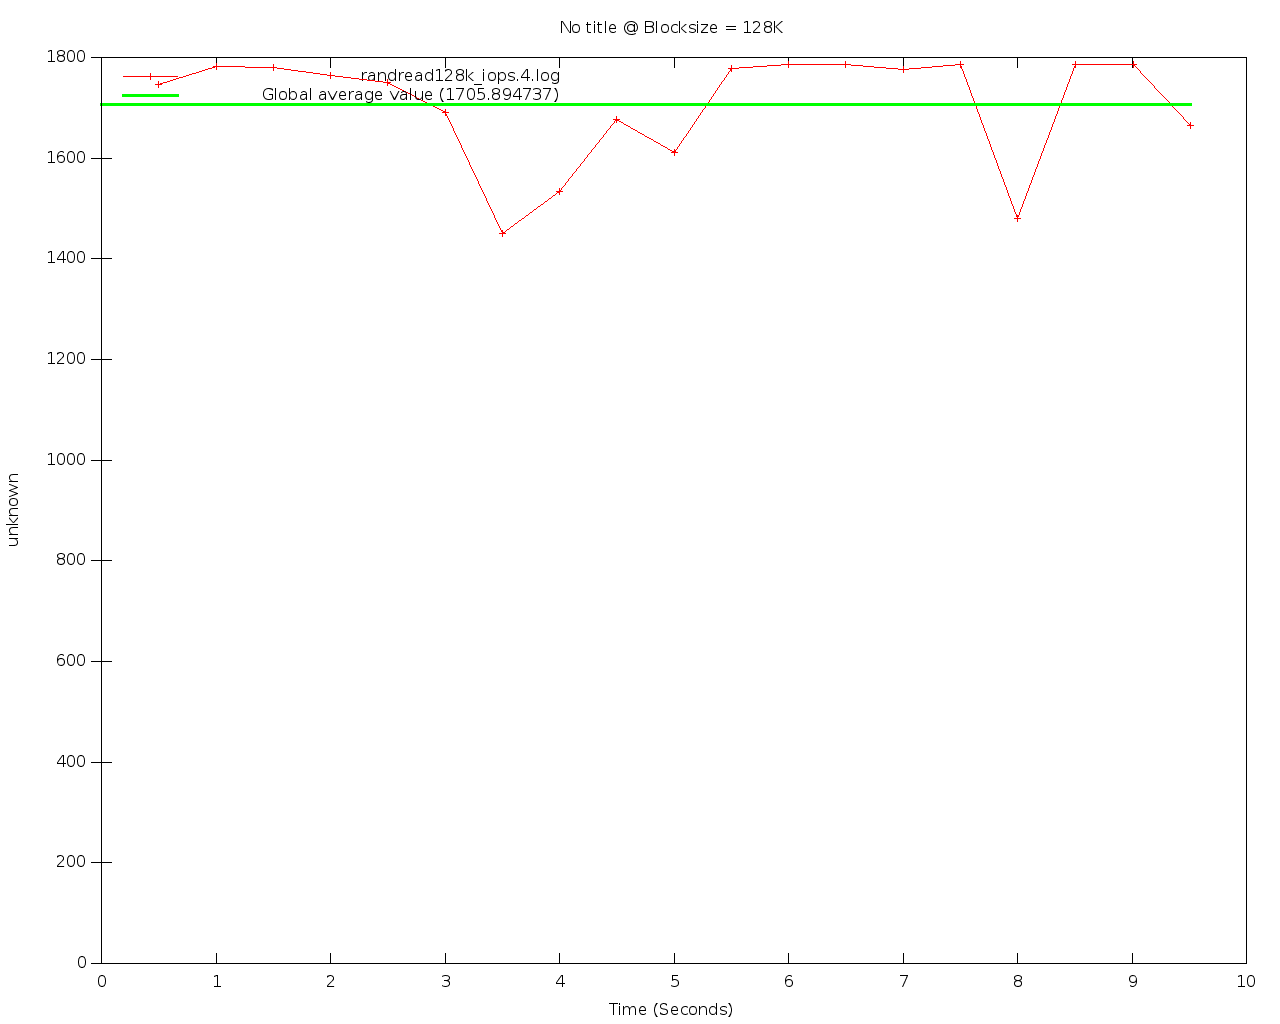 No title @ Blocksize = 128K
randread128k_iops.4.log
Global average value (1705.894737)
1800
1600
1400
1200
1000
800
600
400
200
0
unknown
0 1 2 3 4 5 6 7 8 9 10
Time (Seconds)